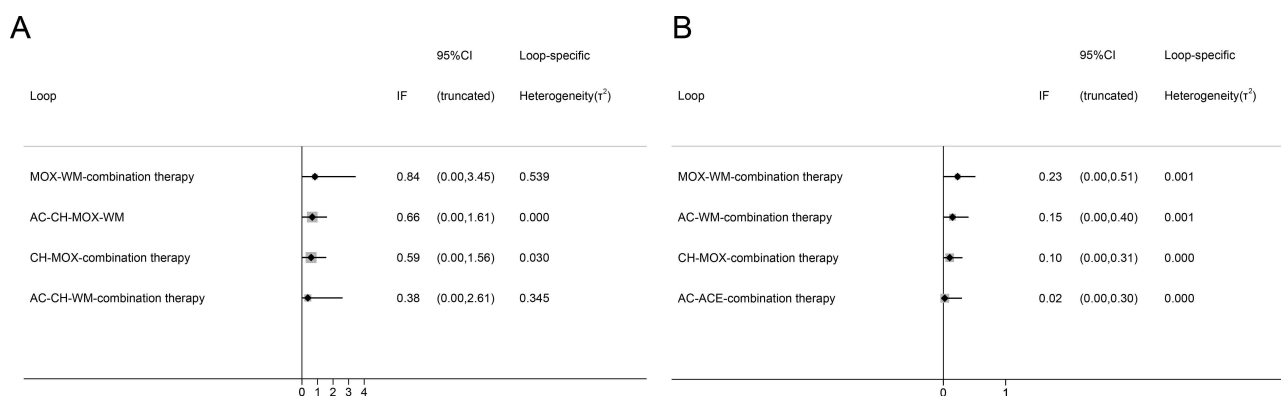 A
95%CI Loop-specific
Loop IF (truncated) Heterogeneity(τ²)
MOX-WM-combination therapy 0.84 (0.00,3.45) 0.539
AC-CH-MOX-WM 0.66 (0.00,1.61) 0.000
CH-MOX-combination therapy 0.59 (0.00,1.56) 0.030
AC-CH-WM-combination therapy 0.38 (0.00,2.61) 0.345
0 1 2 3 4
B
95%CI Loop-specific
Loop IF (truncated) Heterogeneity(τ²)
MOX-WM-combination therapy 0.23 (0.00,0.51) 0.001
AC-WM-combination therapy 0.15 (0.00,0.40) 0.001
CH-MOX-combination therapy 0.10 (0.00,0.31) 0.000
AC-ACE-combination therapy 0.02 (0.00,0.30) 0.000
0 1